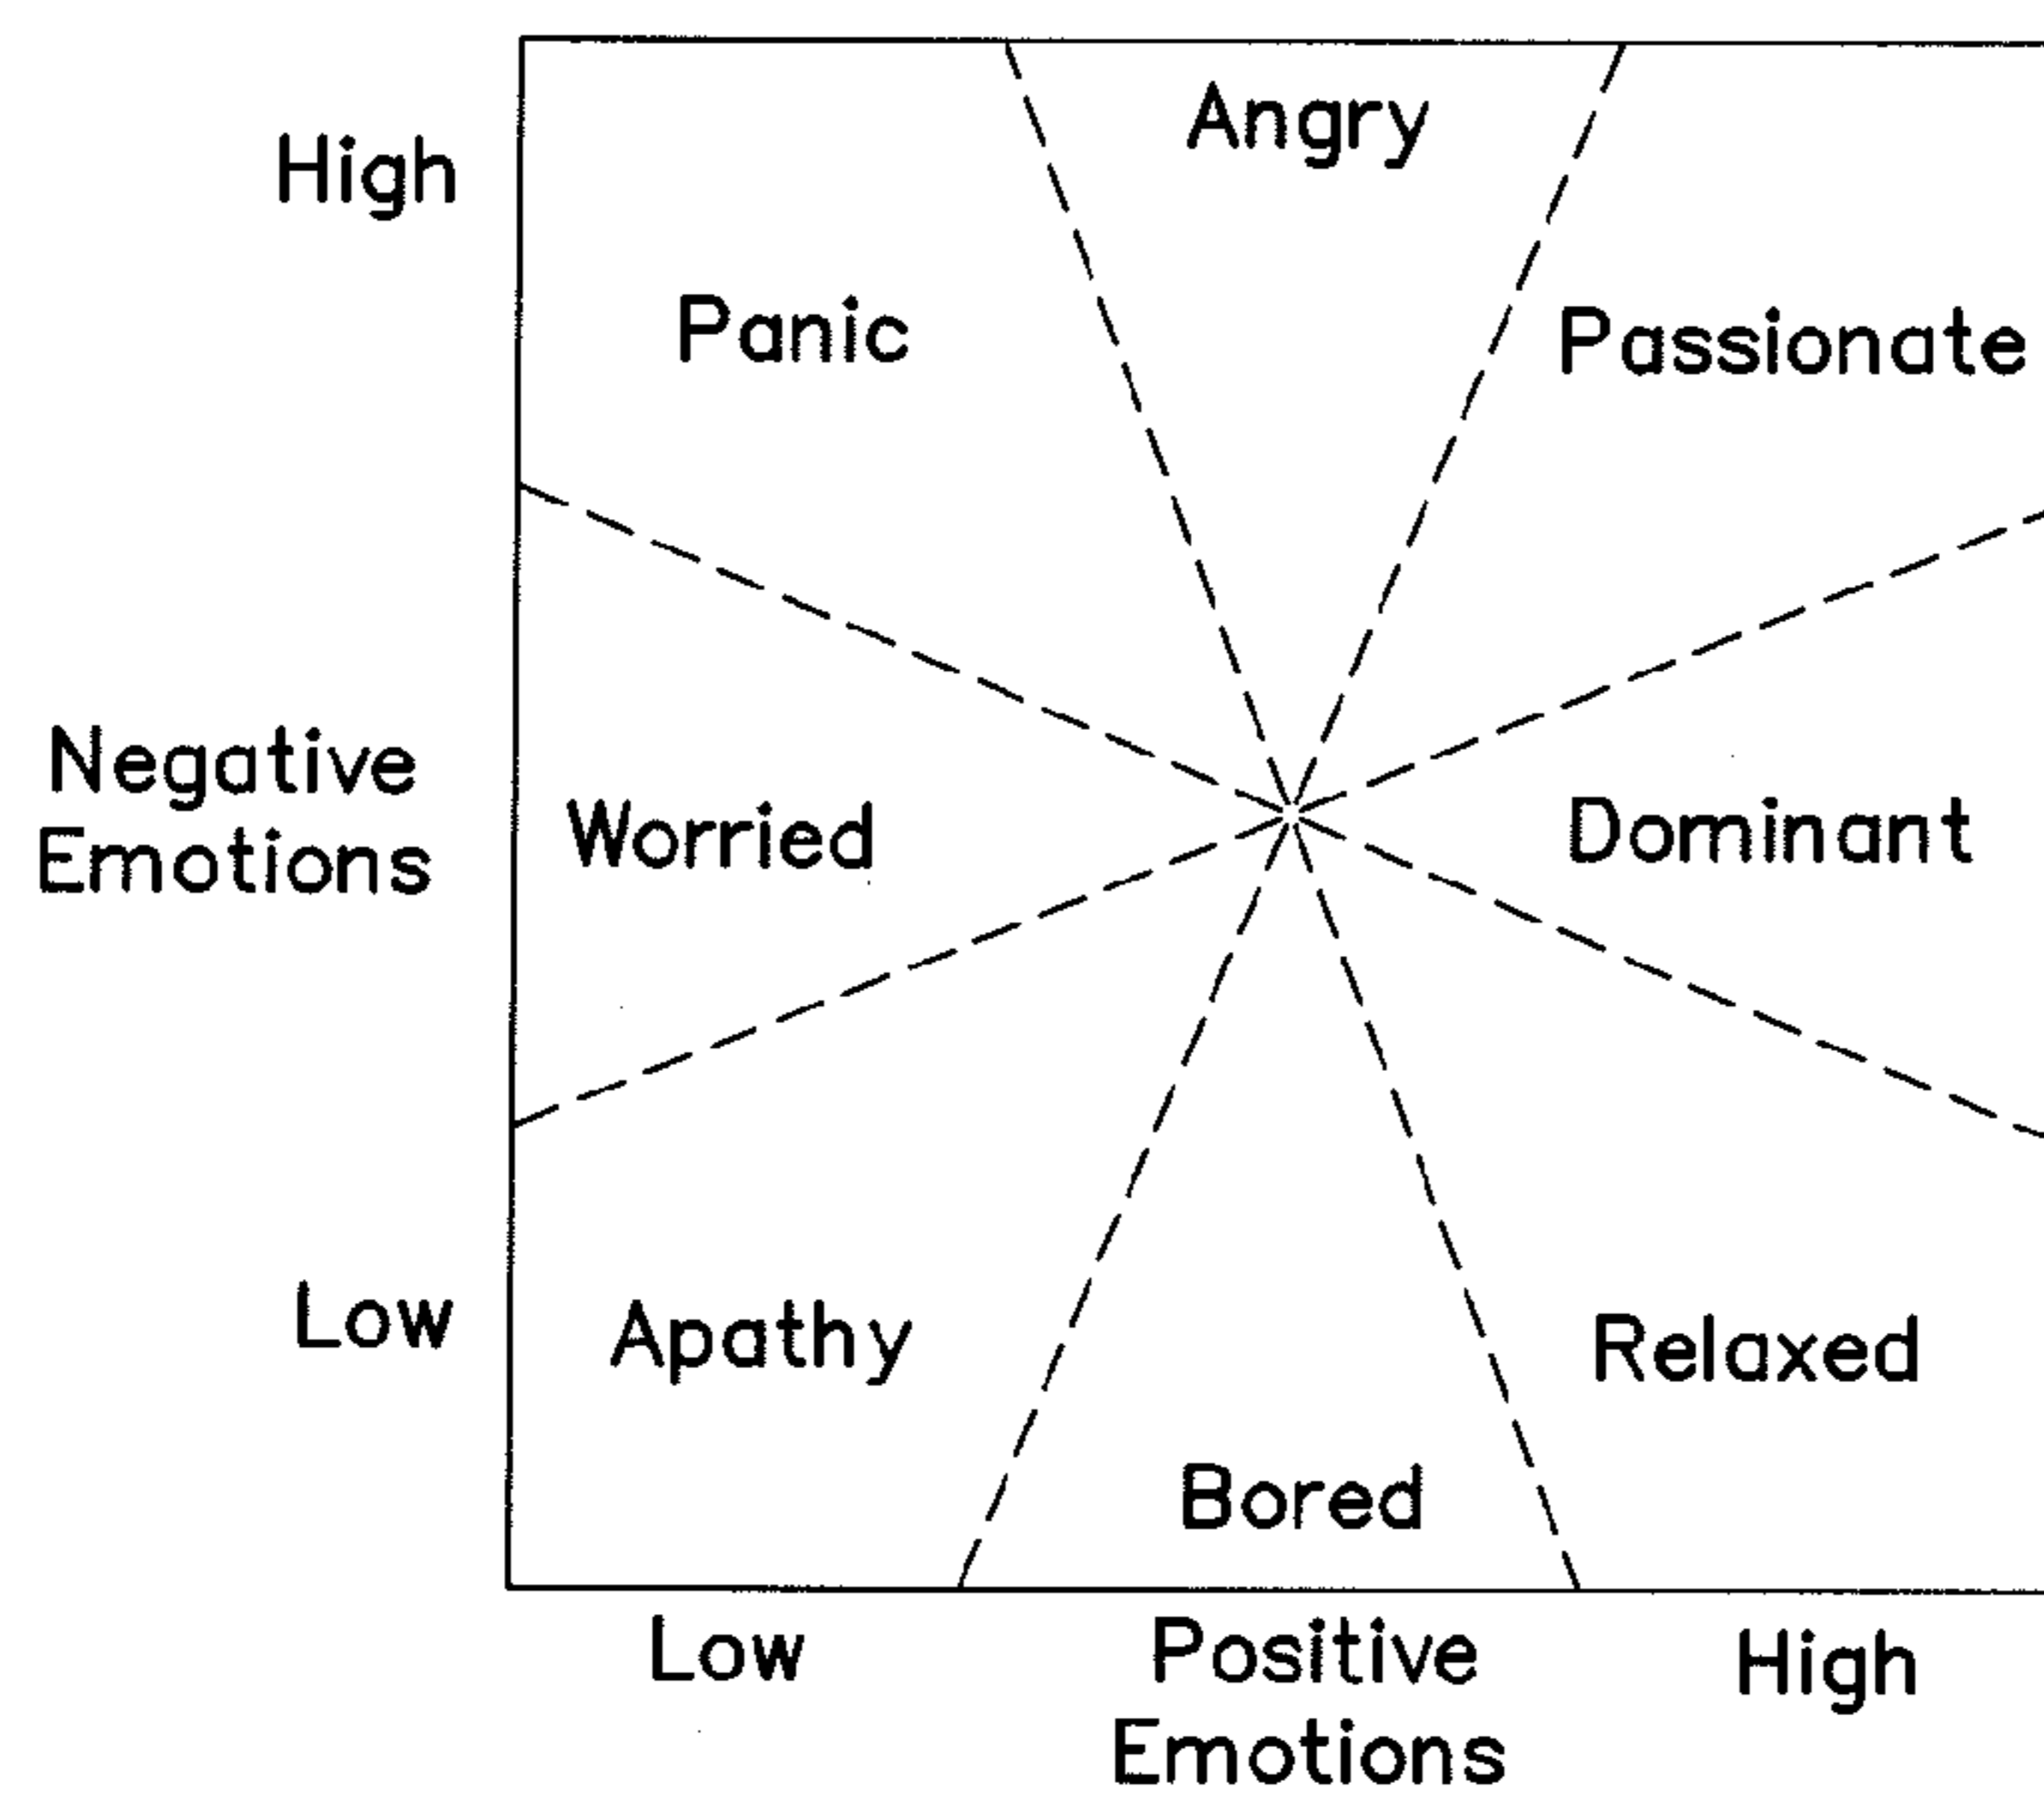 Angry
High
Panic
Passionate
Negative
Emotions
Worried
Dominant
Low
Apathy
Relaxed
Bored
Low
Positive
Emotions
High